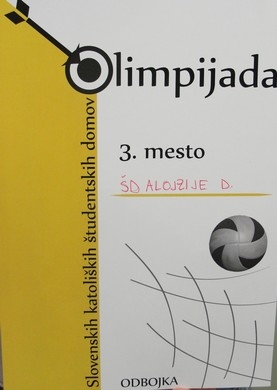 Olimpijada
Slovenskih katoliških študentskih domov
3. mesto
ŠD ALOJZIJE D.
ODBOJKA